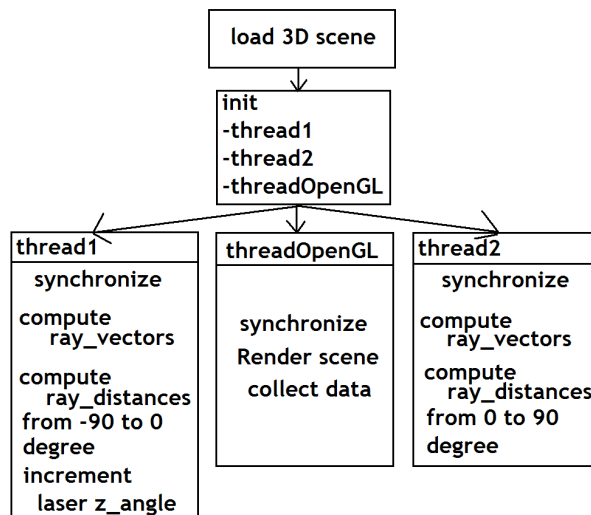 load 3D scene
init
-thread1
-thread2
-threadOpenGL
thread1
synchronize
compute
ray_vectors
compute
ray_distances
from -90 to 0
degree
increment
laser z_angle
threadOpenGL
synchronize
Render scene
collect data
thread2
synchronize
compute
ray_vectors
compute
ray_distances
from 0 to 90
degree